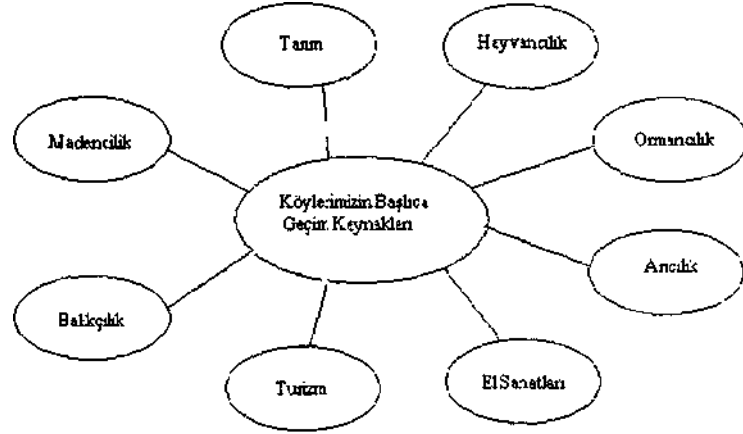 Tarım
Hayvancılık
Madencilik
Ormancılık
Köylerimizin Başlıca
Geçim Kaynakları
Arıcılık
Balıkçılık
Turizm
El Sanatları